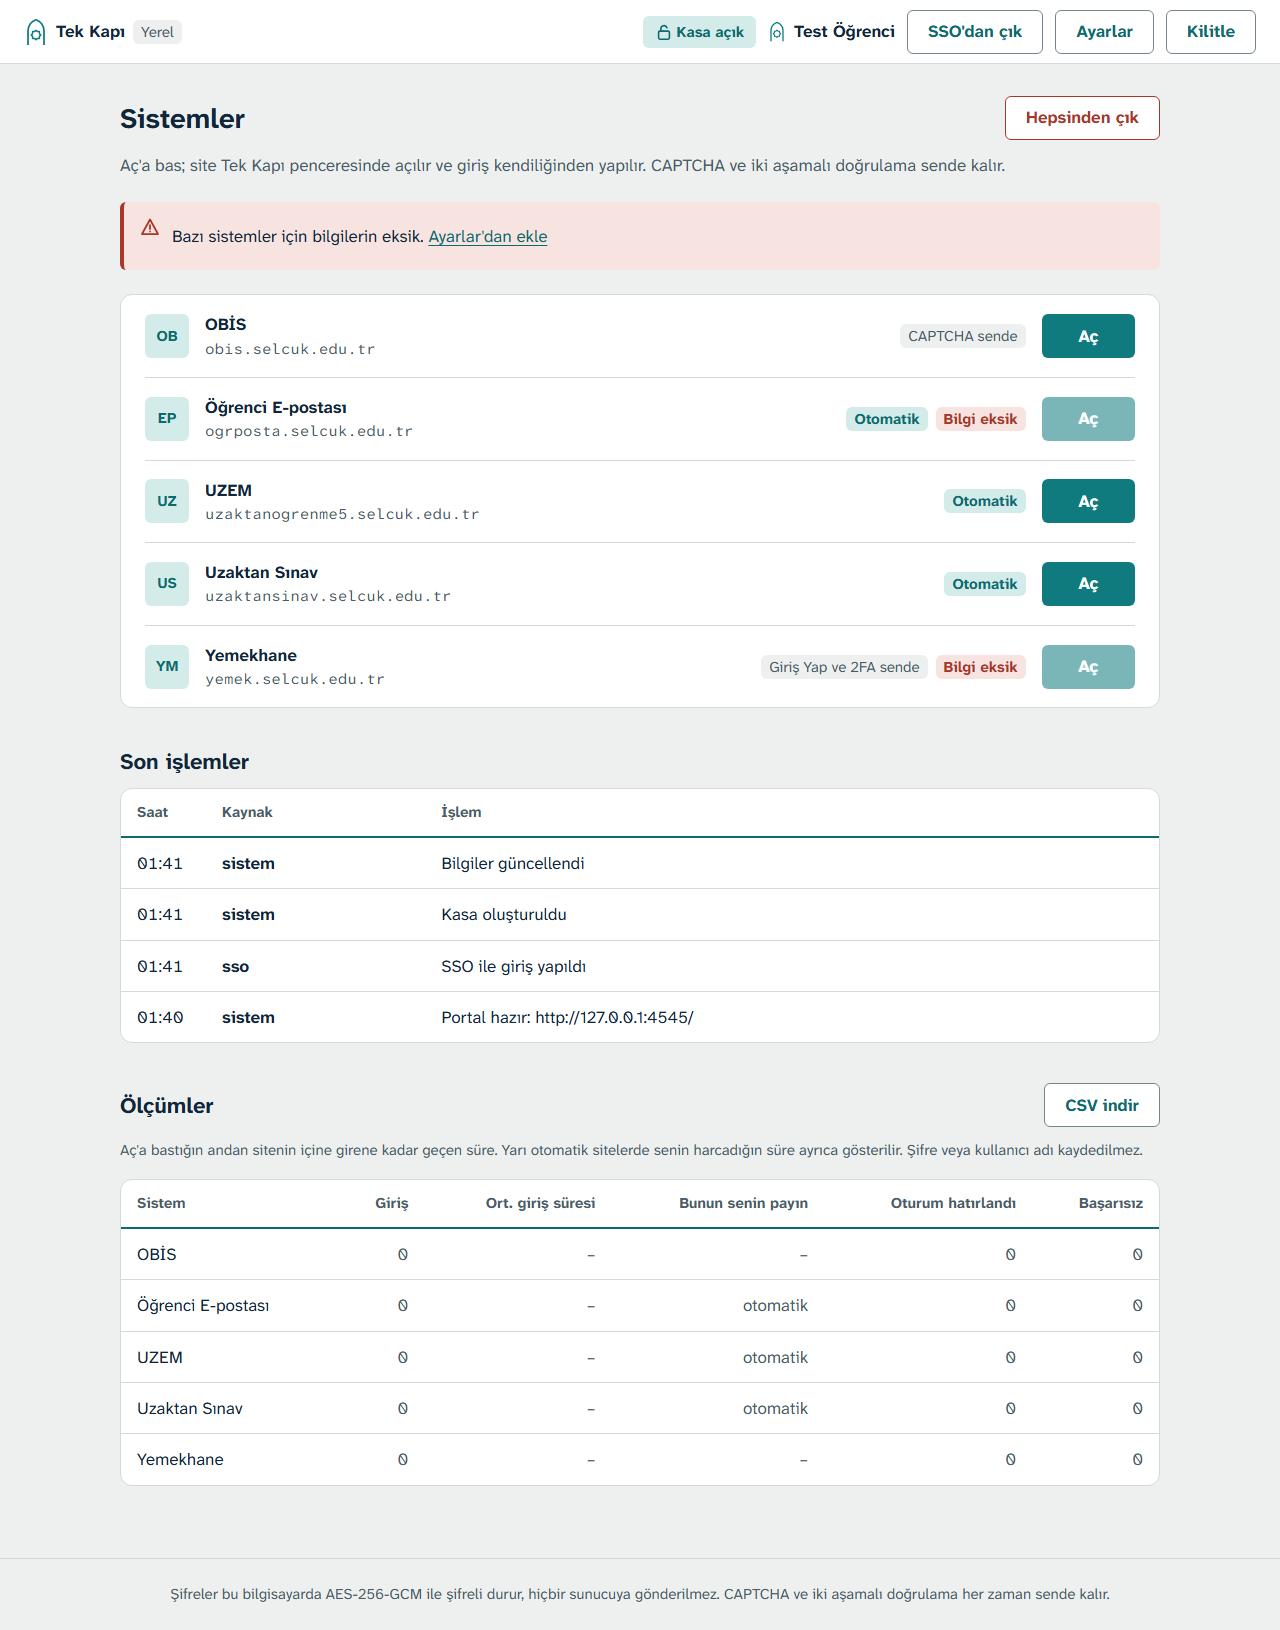 Tek Kapı Yerel Kasa açık Test Öğrenci SSO'dan çık Ayarlar Kilitle
Sistemler Hepsinden çık
Aç'a bas; site Tek Kapı penceresinde açılır ve giriş kendiliğinden yapılır. CAPTCHA ve iki aşamalı doğrulama sende kalır.
Bazı sistemler için bilgilerin eksik. Ayarlar'dan ekle
OB OBİS CAPTCHA sende Aç
obis.selcuk.edu.tr
EP Öğrenci E-postası Otomatik Bilgi eksik Aç
ogrposta.selcuk.edu.tr
UZ UZEM Otomatik Aç
uzaktanogrenme5.selcuk.edu.tr
US Uzaktan Sınav Otomatik Aç
uzaktansinav.selcuk.edu.tr
YM Yemekhane Giriş Yap ve 2FA sende Bilgi eksik Aç
yemek.selcuk.edu.tr
Son işlemler
Saat Kaynak İşlem
01:41 sistem Bilgiler güncellendi
01:41 sistem Kasa oluşturuldu
01:41 sso SSO ile giriş yapıldı
01:40 sistem Portal hazır: http://127.0.0.1:4545/
Ölçümler CSV indir
Aç'a bastığın andan sitenin içine girene kadar geçen süre. Yarı otomatik sitelerde senin harcadığın süre ayrıca gösterilir. Şifre veya kullanıcı adı kaydedilmez.
Sistem Giriş Ort. giriş süresi Bunun senin payın Oturum hatırlandı Başarısız
OBİS 0 – – 0 0
Öğrenci E-postası 0 – otomatik 0 0
UZEM 0 – otomatik 0 0
Uzaktan Sınav 0 – otomatik 0 0
Yemekhane 0 – – 0 0
Şifreler bu bilgisayarda AES-256-GCM ile şifreli durur, hiçbir sunucuya gönderilmez. CAPTCHA ve iki aşamalı doğrulama her zaman sende kalır.